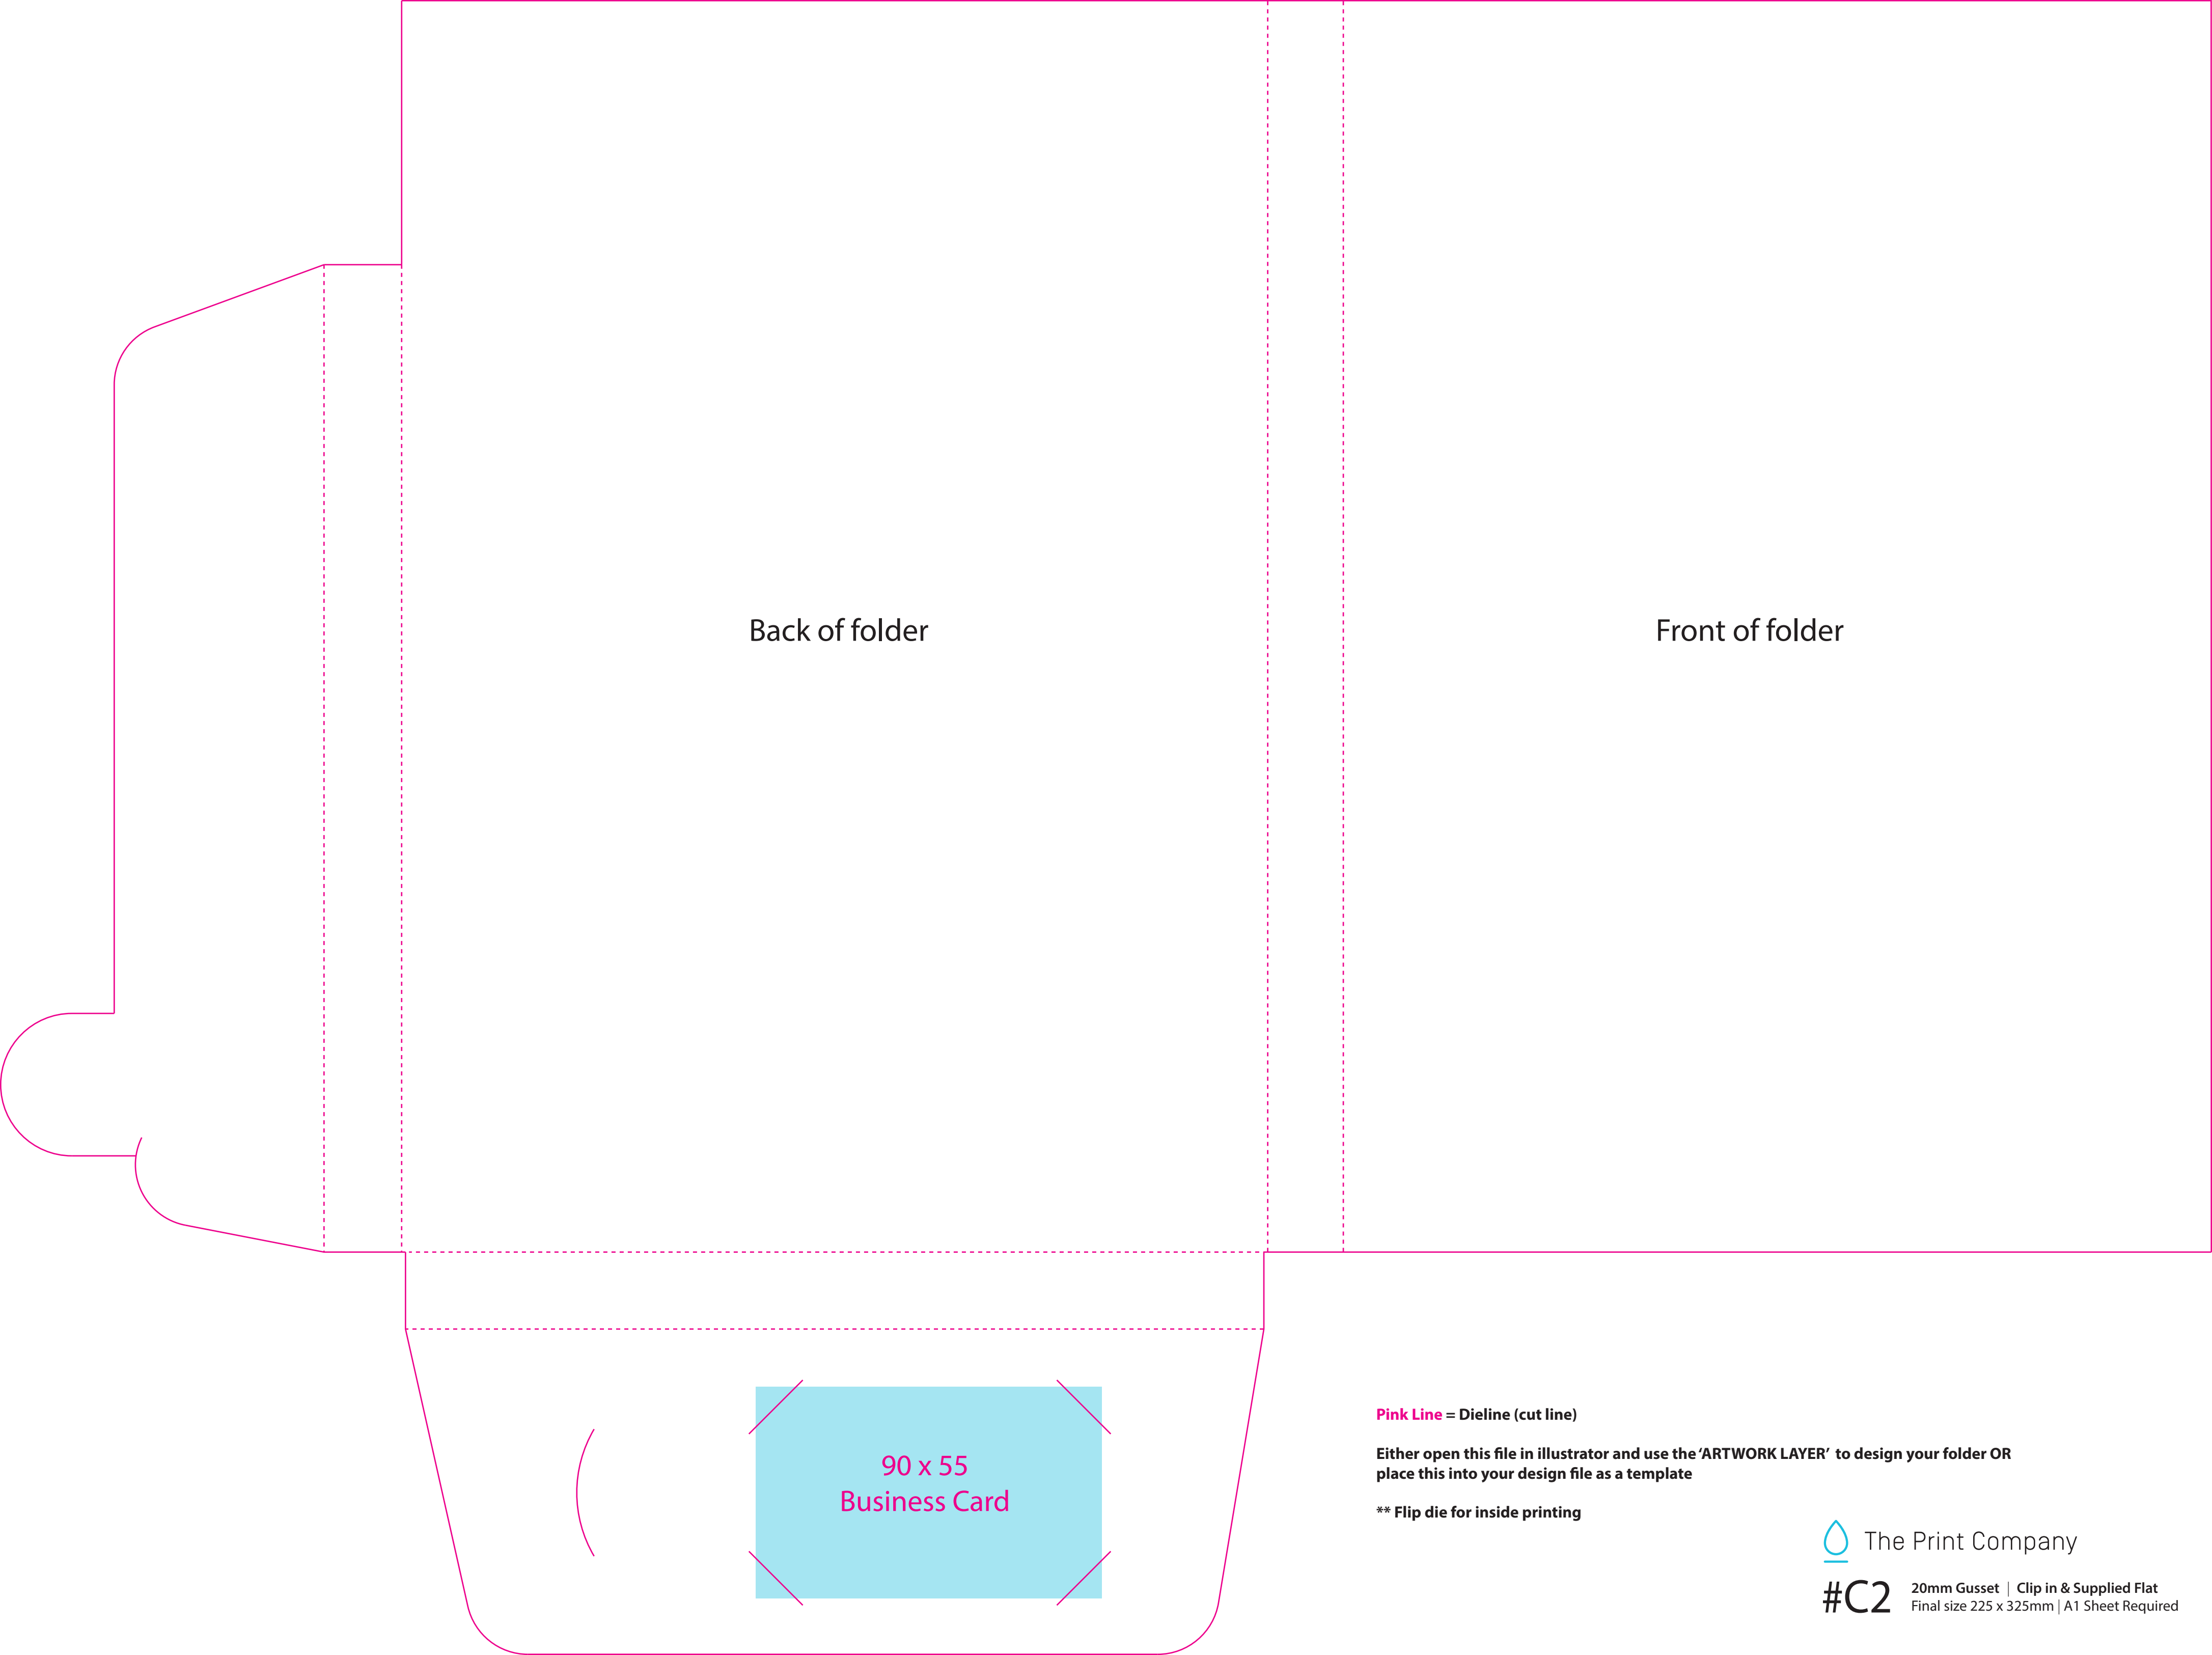 Back of folder
Front of folder
90 x 55
Business Card
Pink Line = Dieline (cut line)
Either open this file in illustrator and use the ‘ARTWORK LAYER’ to design your folder OR
place this into your design file as a template
** Flip die for inside printing
The Print Company
#C2
20mm Gusset | Clip in & Supplied Flat
Final size 225 x 325mm | A1 Sheet Required